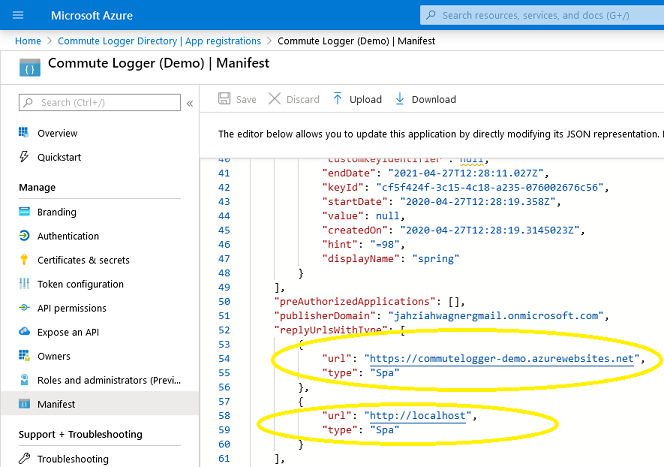 Microsoft Azure
Search resources, services, and docs (G+/)
Home > Commute Logger Directory | App registrations > Commute Logger (Demo) | Manifest
Commute Logger (Demo) | Manifest
Search (Ctrl+/) «
Save Discard Upload Download
Overview
Quickstart
The editor below allows you to update this application by directly modifying its JSON representation.
Manage
Branding
Authentication
Certificates & secrets
Token configuration
API permissions
Expose an API
Owners
Roles and administrators (Previ...
Manifest
Support + Troubleshooting
Troubleshooting
40 "customKeyIdentifier": null,
41 "endDate": "2021-04-27T12:28:11.027Z",
42 "keyId": "cf5f424f-3c15-4c18-a235-076002676c56",
43 "startDate": "2020-04-27T12:28:19.358Z",
44 "value": null,
45 "createdOn": "2020-04-27T12:28:19.3145023Z",
46 "hint": "=98",
47 "displayName": "spring"
48 }
49 ],
50 "preAuthorizedApplications": [],
51 "publisherDomain": "jahziahwagnergmail.onmicrosoft.com",
52 "replyUrlsWithType": [
53 {
54 "url": "https://commutelogger-demo.azurewebsites.net",
55 "type": "Spa"
56 },
57 {
58 "url": "http://localhost",
59 "type": "Spa"
60 }
61 ],